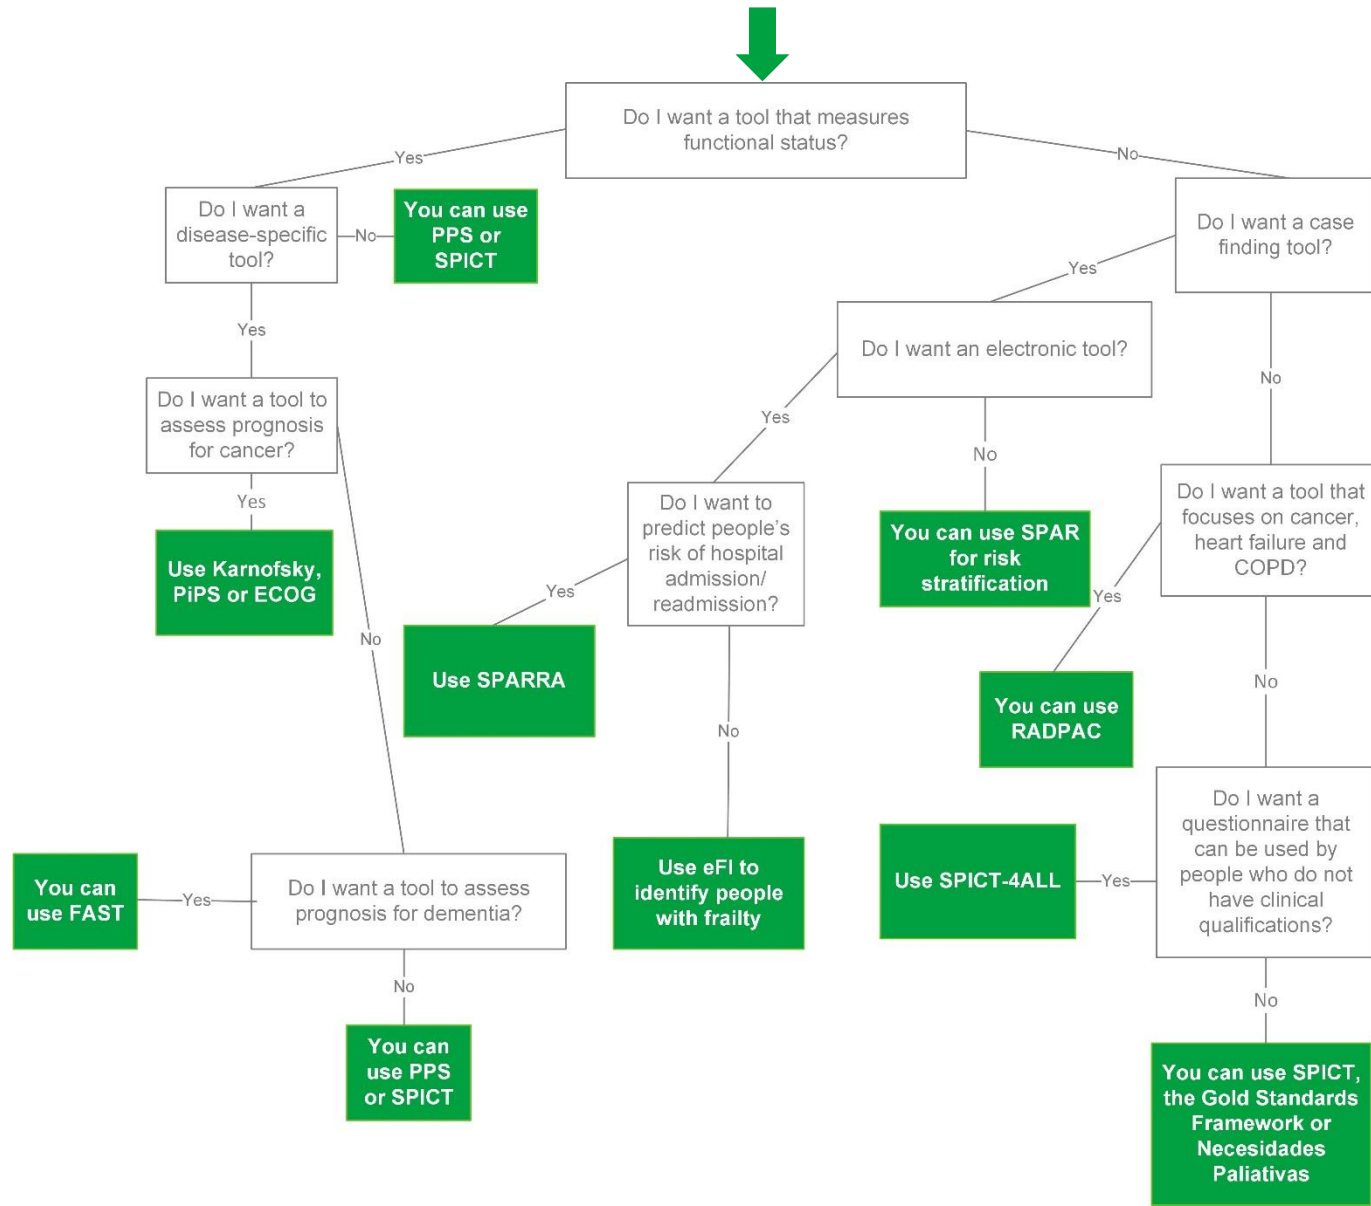 Do I want a tool that measures
functional status?
Yes
No
Do I want a
disease-specific
tool?
No
You can use
PPS or
SPICT
Do I want a case
finding tool?
Yes
Yes
No
Do I want an electronic tool?
Do I want a tool to
assess prognosis
for cancer?
Yes
No
Yes
Use Karnofsky,
PiPS or ECOG
No
Do I want to
predict people’s
risk of hospital
admission/
readmission?
You can use SPAR
for risk
stratification
Do I want a tool that
focuses on cancer,
heart failure and
COPD?
Yes
Yes
Use SPARRA
No
You can use
RADPAC
No
Do I want a
questionnaire that
can be used by
people who do not
have clinical
qualifications?
You can
use FAST
Yes
Do I want a tool to assess
prognosis for dementia?
Use eFI to
identify people
with frailty
Use SPICT-4ALL
Yes
No
No
You can
use PPS
or SPICT
You can use SPICT,
the Gold Standards
Framework or
Necesidades
Paliativas